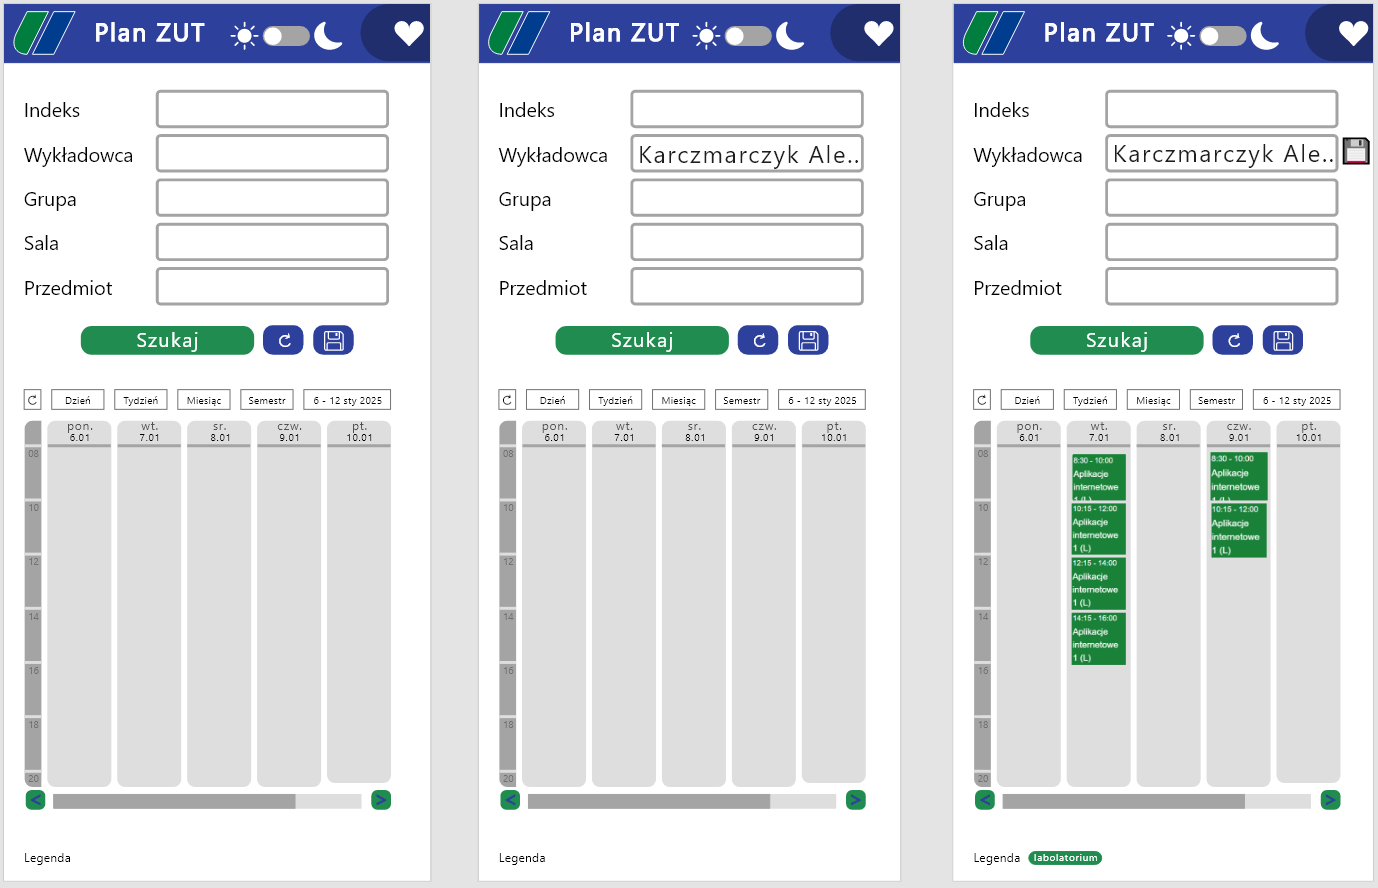 Plan ZUT
Indeks
Wykładowca
Grupa
Sala
Przedmiot
Szukaj
Dzień
Tydzień
Miesiąc
Semestr
6 - 12 sty 2025
pon.
6.01
wt.
7.01
sr.
8.01
czw.
9.01
pt.
10.01
08
10
12
14
16
18
20
<
>
Legenda
Plan ZUT
Indeks
Wykładowca
Karczmarczyk Ale..
Grupa
Sala
Przedmiot
Szukaj
Dzień
Tydzień
Miesiąc
Semestr
6 - 12 sty 2025
pon.
6.01
wt.
7.01
sr.
8.01
czw.
9.01
pt.
10.01
08
10
12
14
16
18
20
<
>
Legenda
Plan ZUT
Indeks
Wykładowca
Karczmarczyk Ale..
Grupa
Sala
Przedmiot
Szukaj
Dzień
Tydzień
Miesiąc
Semestr
6 - 12 sty 2025
pon.
6.01
wt.
7.01
sr.
8.01
czw.
9.01
pt.
10.01
08
10
12
14
16
18
20
8:30 - 10:00
Aplikacje
internetowe
1 (L)
10:15 - 12:00
Aplikacje
internetowe
1 (L)
12:15 - 14:00
Aplikacje
internetowe
1 (L)
14:15 - 16:00
Aplikacje
internetowe
1 (L)
8:30 - 10:00
Aplikacje
internetowe
1 (L)
10:15 - 12:00
Aplikacje
internetowe
1 (L)
<
>
Legenda
labolatorium